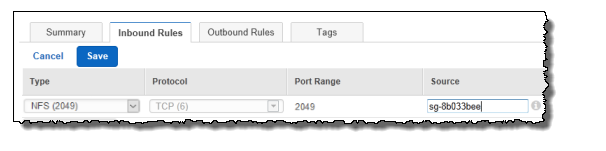 Summary Inbound Rules Outbound Rules Tags
Cancel Save
Type Protocol Port Range Source
NFS (2049) TCP (6) 2049 sg-8b033bee